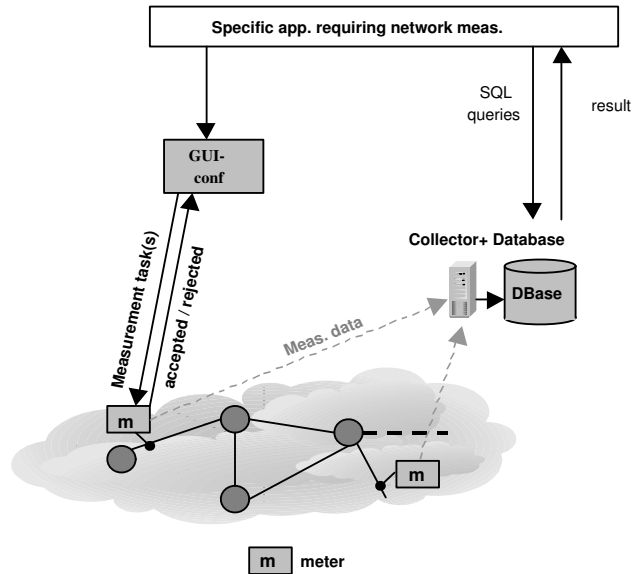 Specific app. requiring network meas.
SQL
queries
result
GUI-
conf
Measurement task(s)
accepted / rejected
Collector+ Database
DBase
Meas. data
m
m
m meter